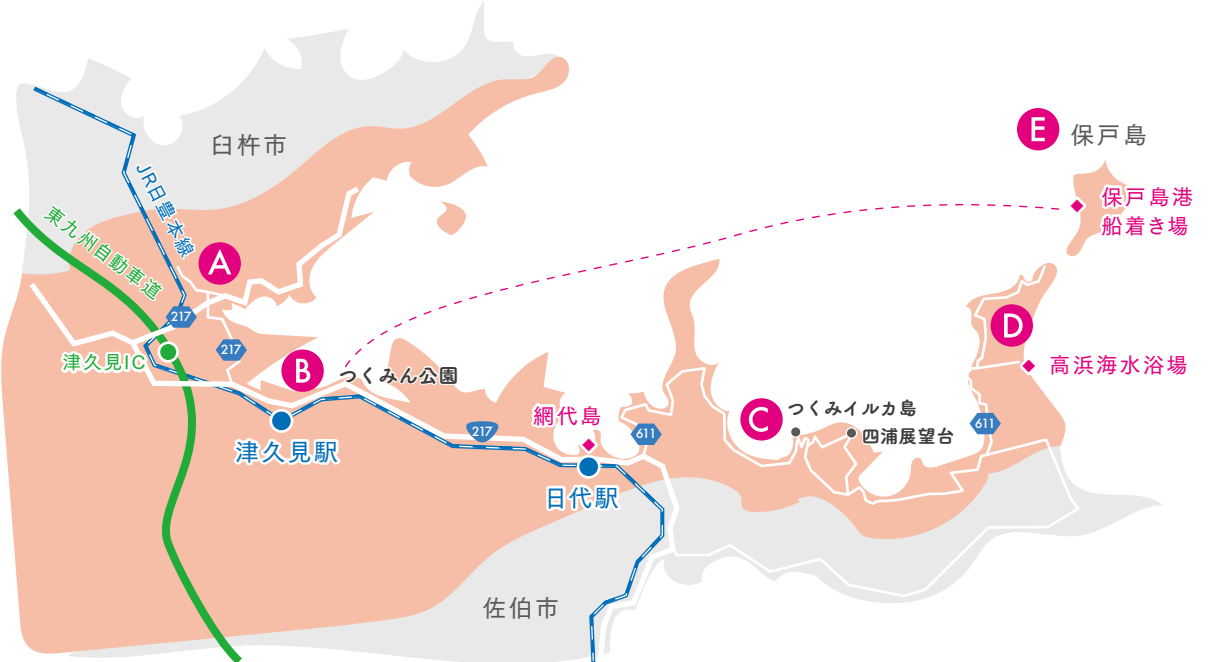 臼杵市
E
保戸島
JR日豊本線
保戸島港
船着き場
東九州自動車道
A
217
D
217
津久見IC
高浜海水浴場
B
つくみん公園
C
つくみイルカ島
網代島
611
611
217
四浦展望台
津久見駅
日代駅
佐伯市